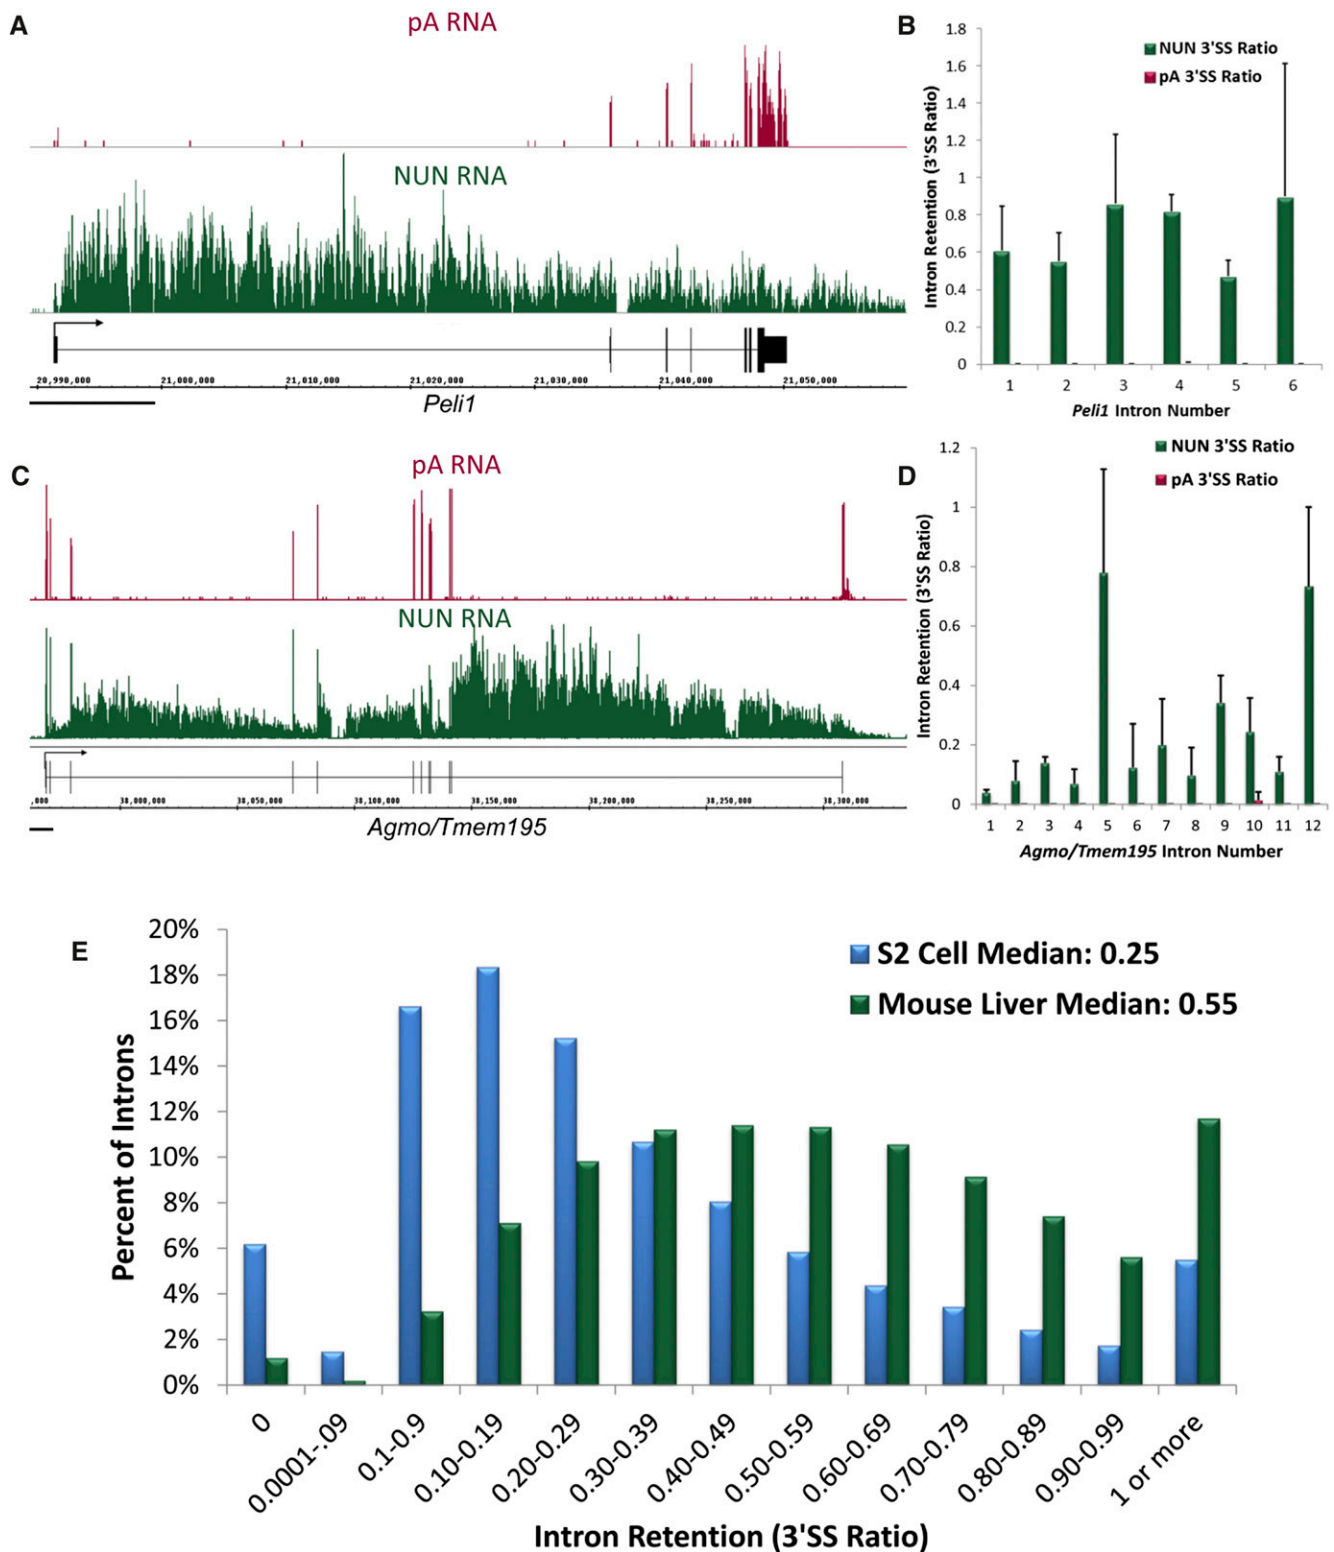 A
pA RNA
NUN RNA
20,990,000 21,000,000 21,010,000 21,020,000 21,030,000 21,040,000 21,050,000
Peli1
B
NUN 3'SS Ratio
pA 3'SS Ratio
Intron Retention (3'SS Ratio)
1.8
1.6
1.4
1.2
1
0.8
0.6
0.4
0.2
0
1 2 3 4 5 6
Peli1 Intron Number
C
pA RNA
NUN RNA
,000 38,000,000 38,050,000 38,100,000 38,150,000 38,200,000 38,250,000 38,300,000
Agmo/Tmem195
D
NUN 3'SS Ratio
pA 3'SS Ratio
Intron Retention (3'SS Ratio)
1.2
1
0.8
0.6
0.4
0.2
0
1 2 3 4 5 6 7 8 9 10 11 12
Agmo/Tmem195 Intron Number
E
S2 Cell Median: 0.25
Mouse Liver Median: 0.55
Percent of Introns
20%
18%
16%
14%
12%
10%
8%
6%
4%
2%
0%
0 0.0001-.09 0.1-0.9 0.10-0.19 0.20-0.29 0.30-0.39 0.40-0.49 0.50-0.59 0.60-0.69 0.70-0.79 0.80-0.89 0.90-0.99 1 or more
Intron Retention (3'SS Ratio)